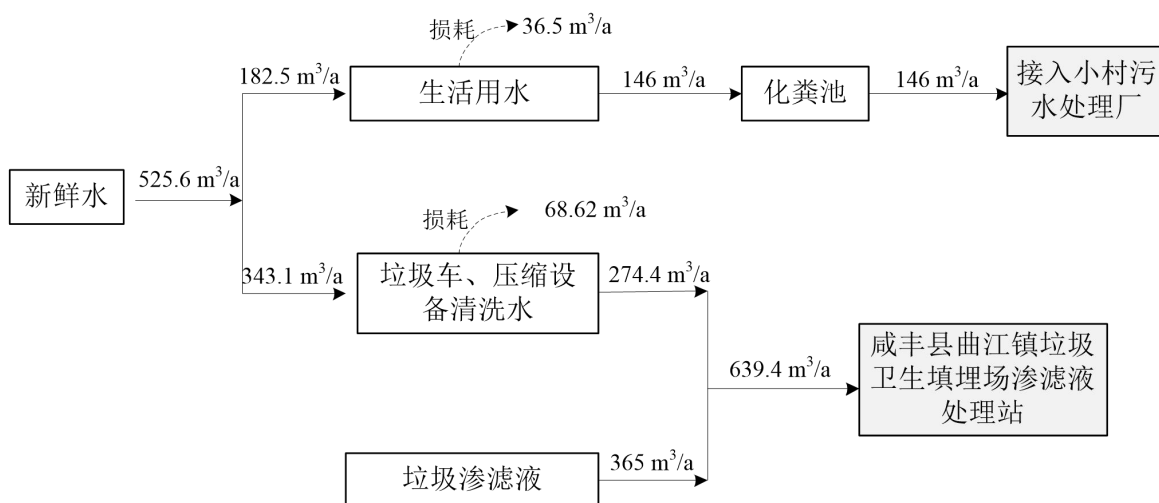 损耗 36.5 m³/a
182.5 m³/a
生活用水
146 m³/a
化粪池
146 m³/a
接入小村污
水处理厂
新鲜水
525.6 m³/a
损耗 68.62 m³/a
343.1 m³/a
垃圾车、压缩设
备清洗水
274.4 m³/a
639.4 m³/a
咸丰县曲江镇垃圾
卫生填埋场渗滤液
处理站
垃圾渗滤液
365 m³/a